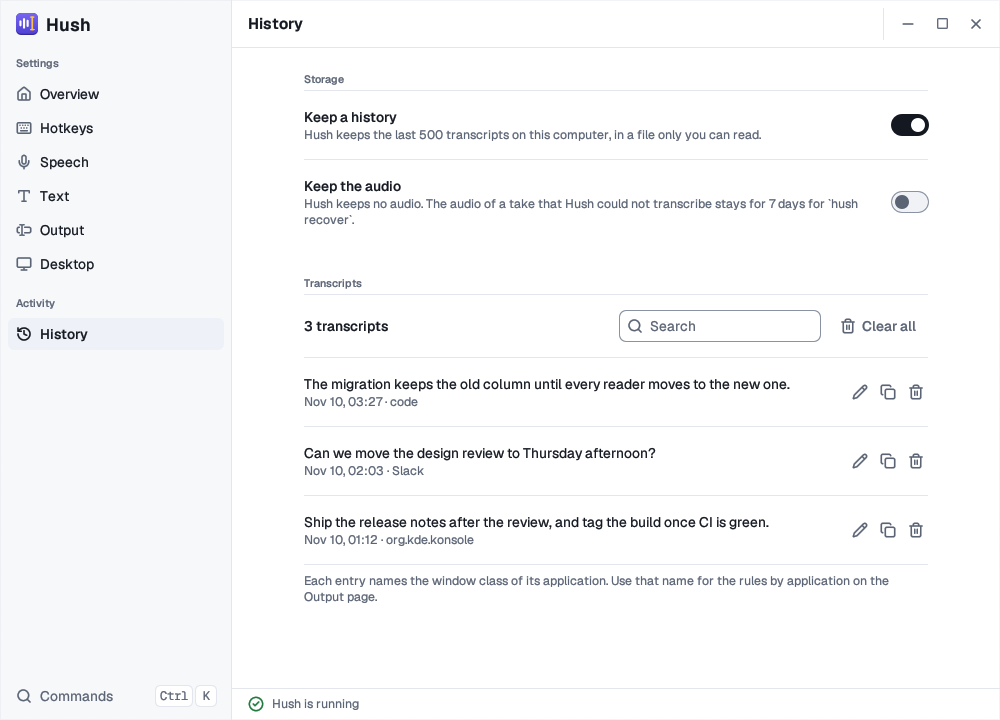 Hush
Settings
Overview
Hotkeys
Speech
Text
Output
Desktop
Activity
History
Commands
Ctrl K
History
Storage
Keep a history
Hush keeps the last 500 transcripts on this computer, in a file only you can read.
Keep the audio
Hush keeps no audio. The audio of a take that Hush could not transcribe stays for 7 days for `hush
recover`.
Transcripts
3 transcripts
Search
Clear all
The migration keeps the old column until every reader moves to the new one.
Nov 10, 03:27 · code
Can we move the design review to Thursday afternoon?
Nov 10, 02:03 · Slack
Ship the release notes after the review, and tag the build once CI is green.
Nov 10, 01:12 · org.kde.konsole
Each entry names the window class of its application. Use that name for the rules by application on the
Output page.
Hush is running